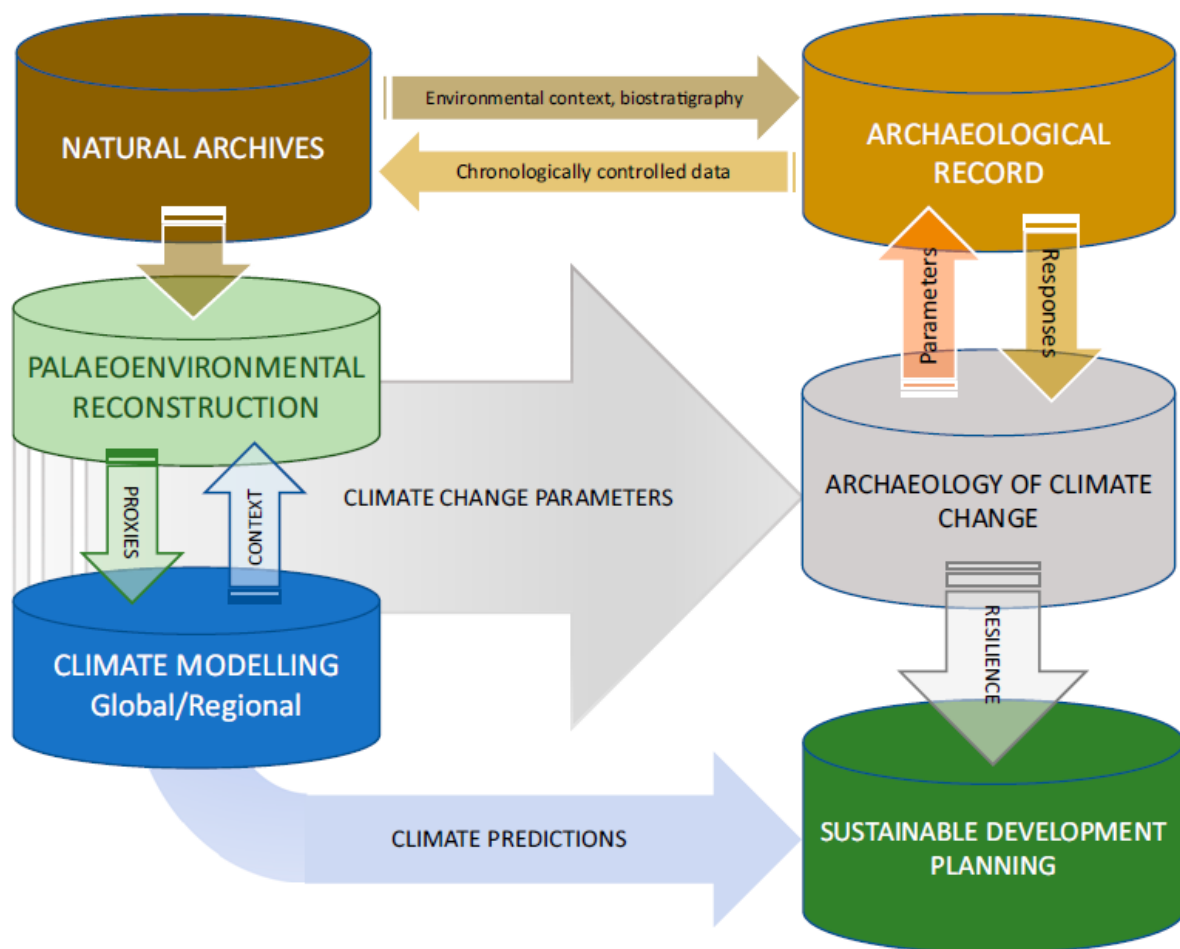 NATURAL ARCHIVES
Environmental context, biostratigraphy
Chronologically controlled data
ARCHAEOLOGICAL
RECORD
Parameters
Responses
PALAEOENVIRONMENTAL
RECONSTRUCTION
PROXIES
CONTEXT
CLIMATE CHANGE PARAMETERS
ARCHAEOLOGY OF CLIMATE
CHANGE
CLIMATE MODELLING
Global/Regional
RESILIENCE
CLIMATE PREDICTIONS
SUSTAINABLE DEVELOPMENT
PLANNING